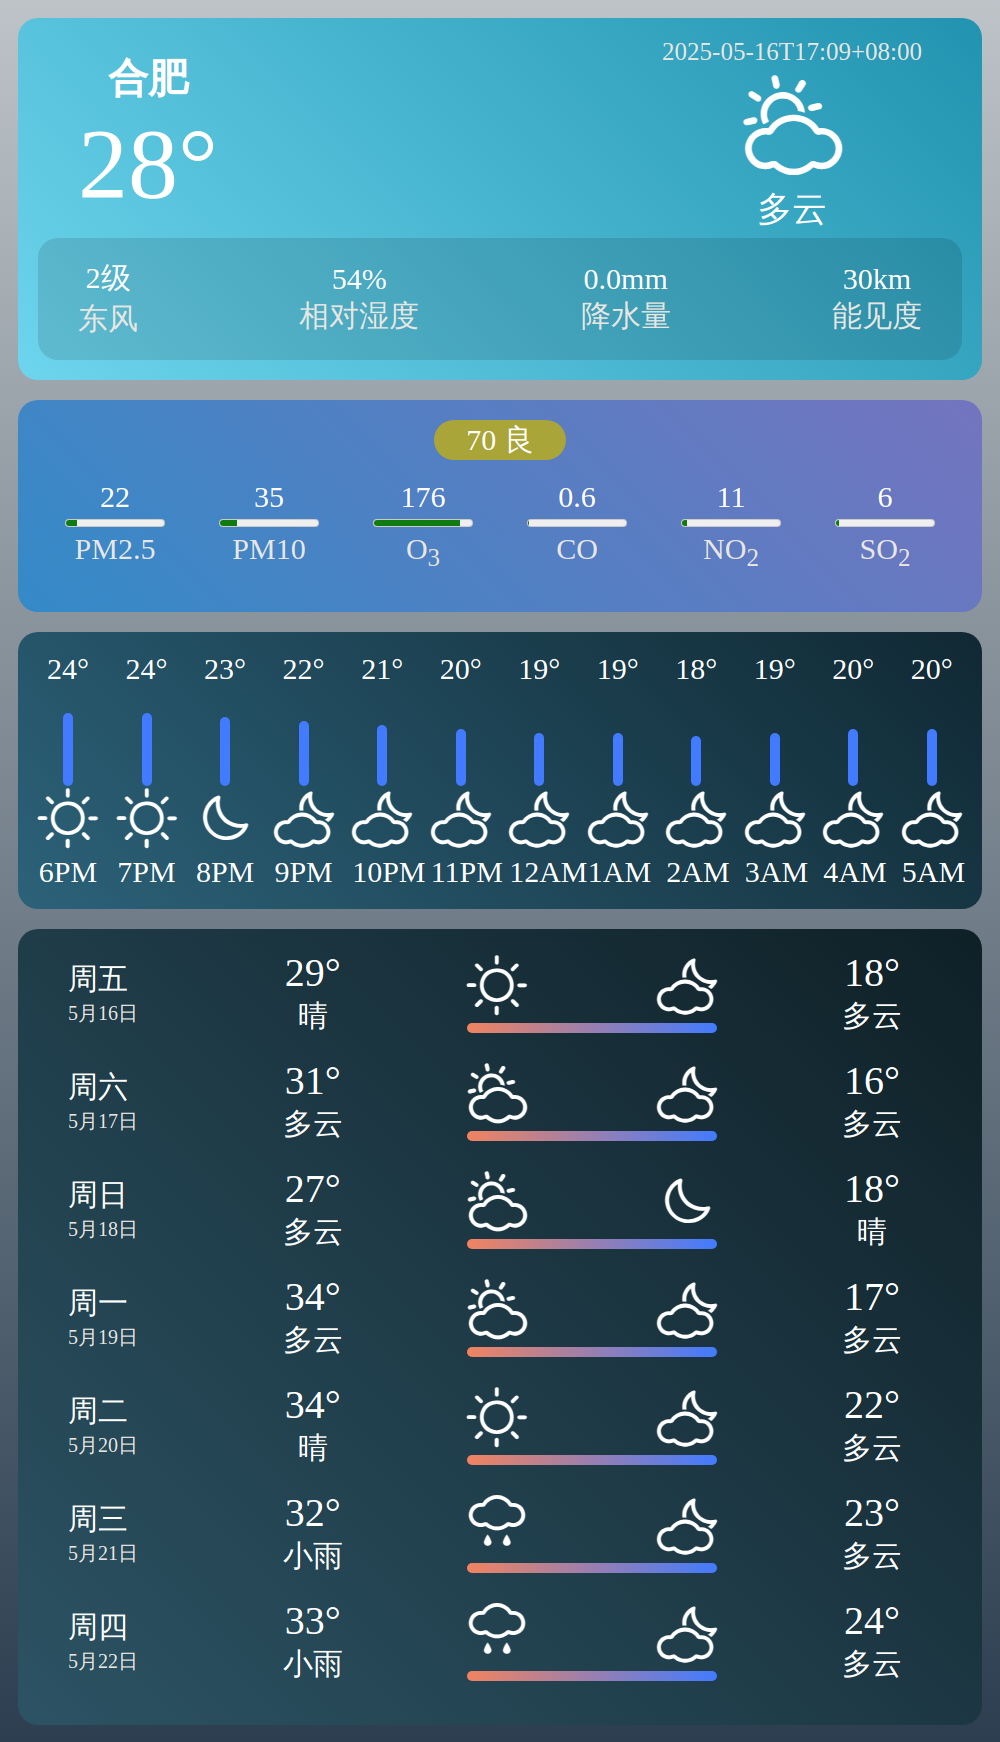 合肥
28°
2025-05-16T17:09+08:00
多云
2级 54% 0.0mm 30km
东风 相对湿度 降水量 能见度
70 良
22 35 176 0.6 11 6
PM2.5 PM10 O3 CO NO2 SO2
24° 24° 23° 22° 21° 20° 19° 19° 18° 19° 20° 20°
6PM 7PM 8PM 9PM 10PM 11PM 12AM 1AM 2AM 3AM 4AM 5AM
周五 29° 18°
5月16日 晴 多云
周六 31° 16°
5月17日 多云 多云
周日 27° 18°
5月18日 多云 晴
周一 34° 17°
5月19日 多云 多云
周二 34° 22°
5月20日 晴 多云
周三 32° 23°
5月21日 小雨 多云
周四 33° 24°
5月22日 小雨 多云